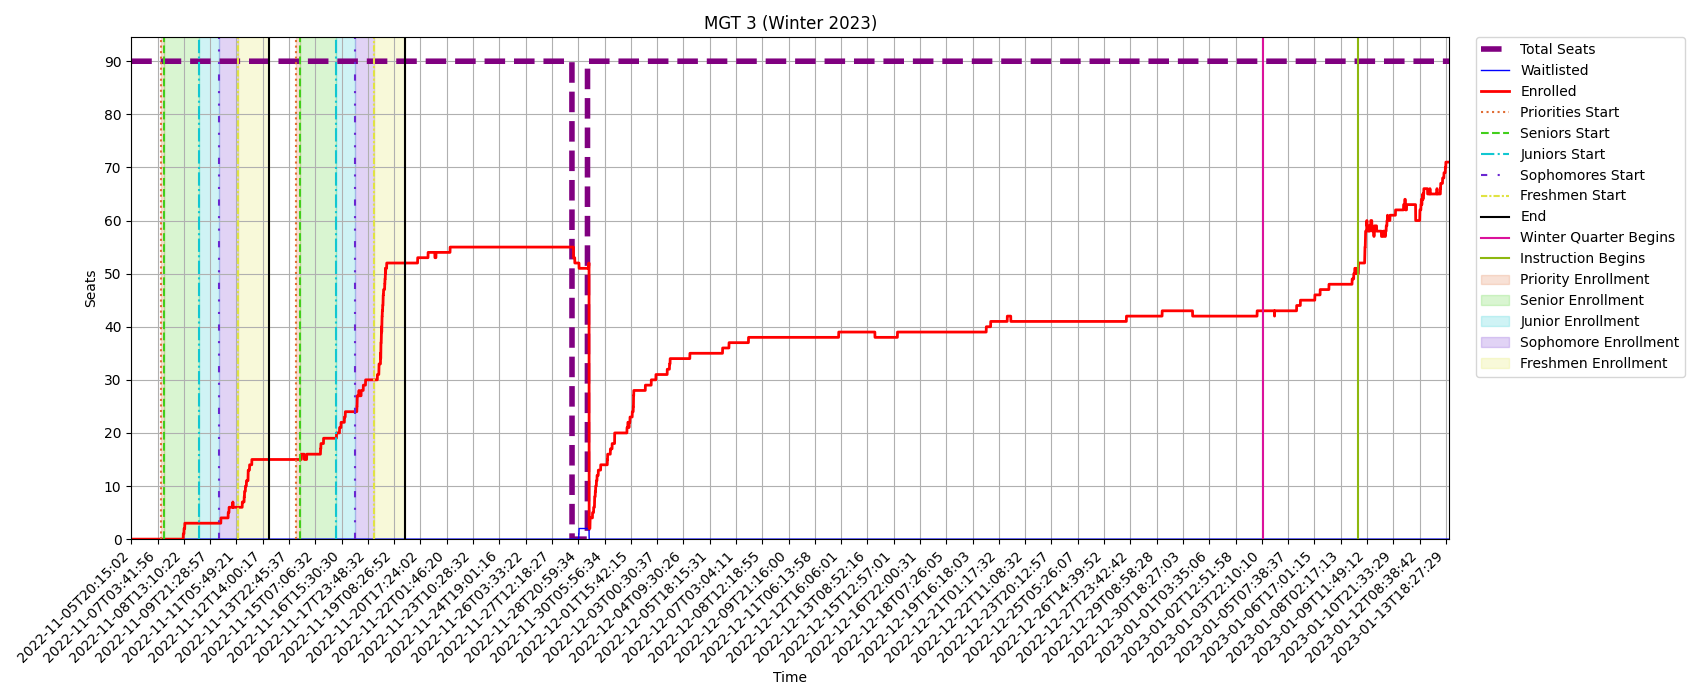 MGT 3 (Winter 2023)
Total Seats
Waitlisted
Enrolled
Priorities Start
Seniors Start
Juniors Start
Sophomores Start
Freshmen Start
End
Winter Quarter Begins
Instruction Begins
Priority Enrollment
Senior Enrollment
Junior Enrollment
Sophomore Enrollment
Freshmen Enrollment
Seats
90
80
70
60
50
40
30
20
10
0
2022-11-05T20:15:02
2022-11-07T03:41:56
2022-11-08T13:10:22
2022-11-09T21:28:57
2022-11-11T05:49:21
2022-11-12T14:00:17
2022-11-13T22:45:37
2022-11-15T07:06:32
2022-11-16T15:30:30
2022-11-17T23:48:32
2022-11-19T08:26:52
2022-11-20T17:24:02
2022-11-22T01:46:20
2022-11-23T10:28:32
2022-11-24T19:01:16
2022-11-26T03:33:22
2022-11-27T12:18:27
2022-11-28T20:59:34
2022-11-30T05:56:34
2022-12-01T15:42:15
2022-12-03T00:30:37
2022-12-04T09:30:26
2022-12-05T18:15:31
2022-12-07T03:04:11
2022-12-08T12:18:55
2022-12-09T21:16:00
2022-12-11T06:13:58
2022-12-12T16:06:01
2022-12-13T08:52:16
2022-12-15T12:57:01
2022-12-16T22:00:31
2022-12-18T07:26:05
2022-12-19T16:18:03
2022-12-21T01:17:32
2022-12-22T11:08:32
2022-12-23T20:12:57
2022-12-25T05:26:07
2022-12-26T14:39:52
2022-12-27T23:42:42
2022-12-29T08:58:28
2022-12-30T18:27:03
2023-01-01T03:35:06
2023-01-02T12:51:58
2023-01-03T22:10:10
2023-01-05T07:38:37
2023-01-06T17:01:15
2023-01-08T02:17:13
2023-01-09T11:49:12
2023-01-10T21:33:29
2023-01-12T08:38:42
2023-01-13T18:27:29
Time